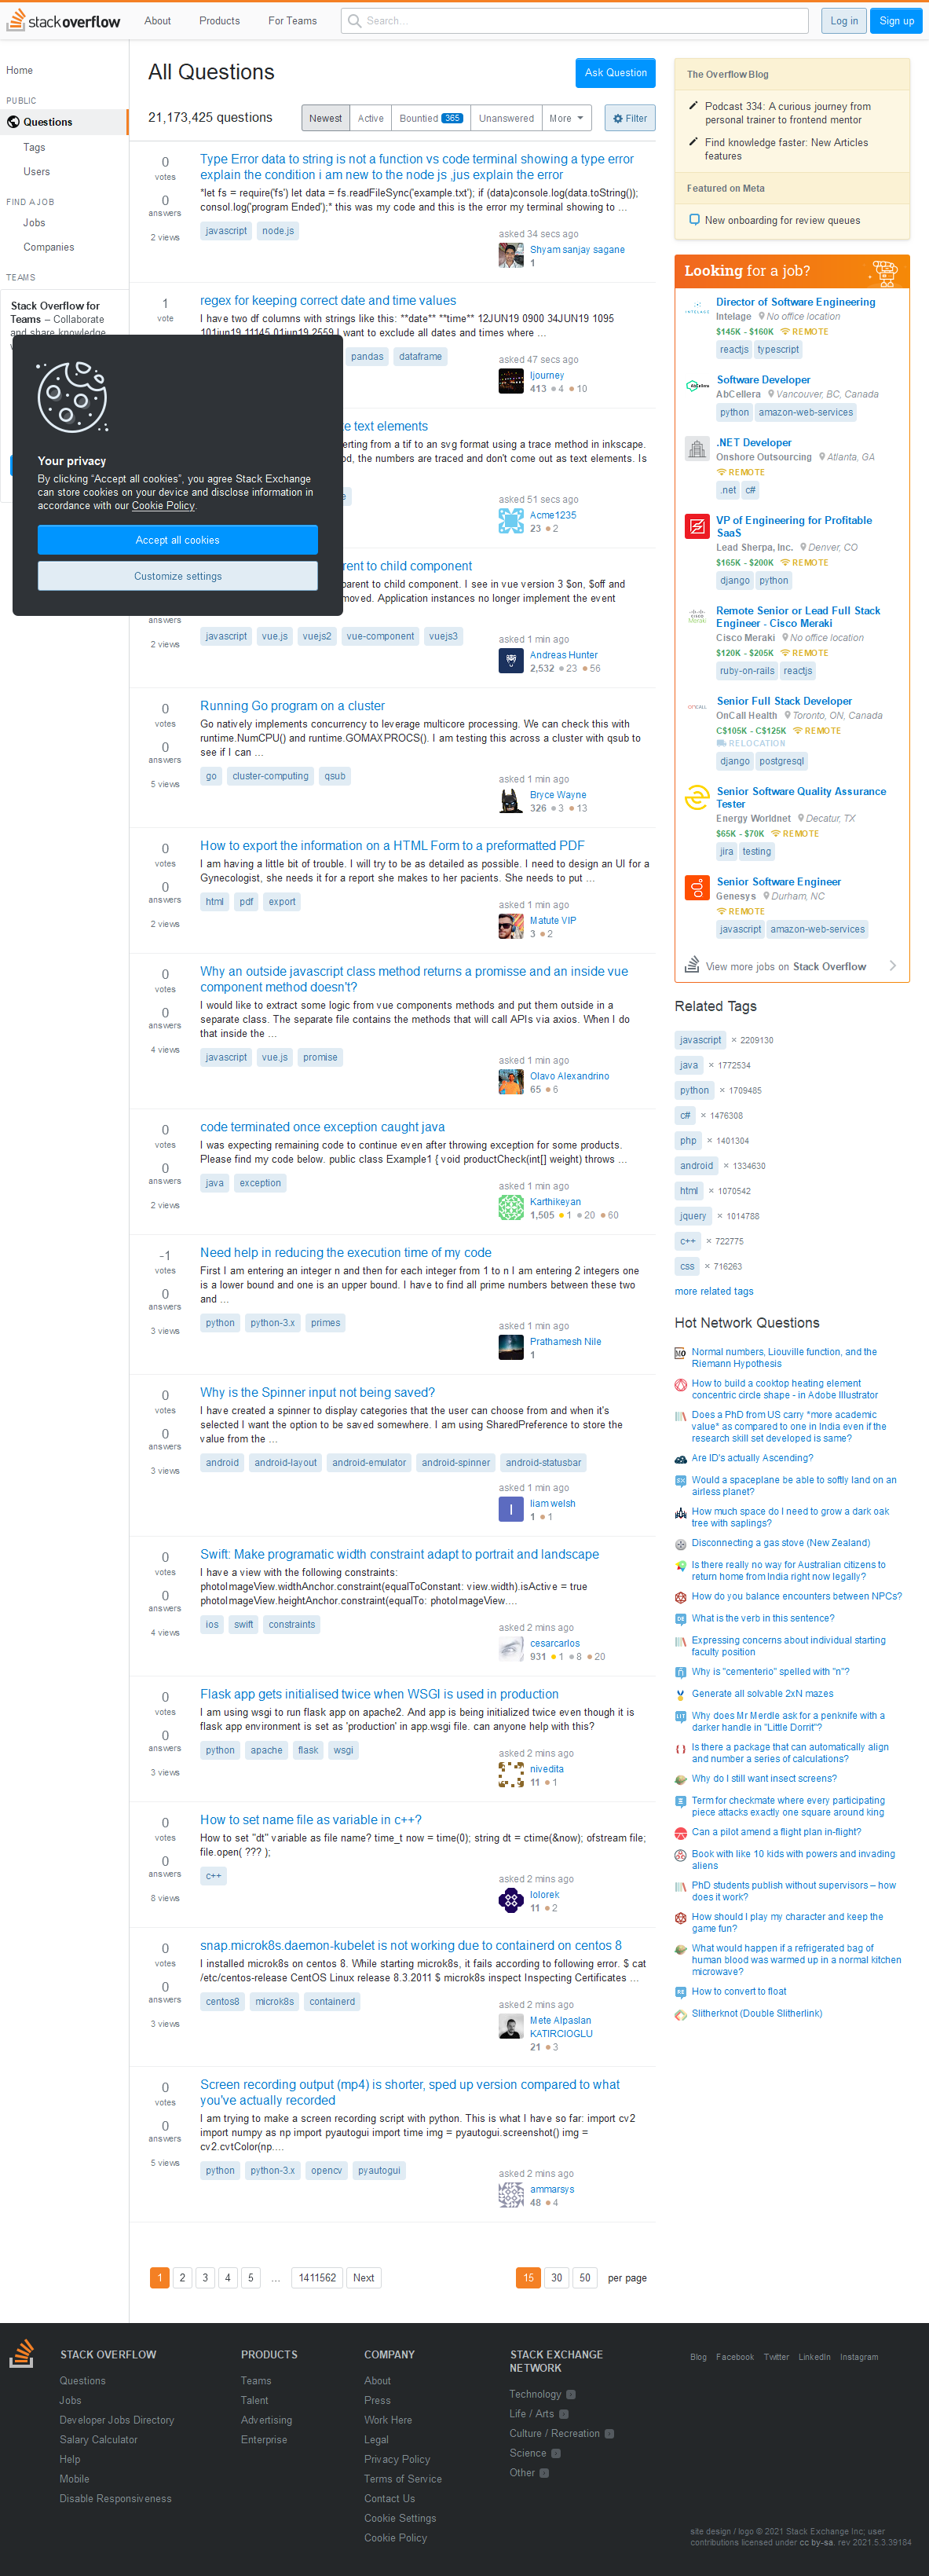 stack overflow
About
Products
For Teams
Search...
Log in
Sign up
Home
PUBLIC
Questions
Tags
Users
FIND A JOB
Jobs
Companies
TEAMS
Stack Overflow for
Teams – Collaborate
and share knowledge
Your privacy
By clicking “Accept all cookies”, you agree Stack Exchange
can store cookies on your device and disclose information in
accordance with our Cookie Policy.
Accept all cookies
Customize settings
All Questions
Ask Question
21,173,425 questions
Newest
Active
Bountied 365
Unanswered
More
Filter
0
votes
0
answers
2 views
Type Error data to string is not a function vs code terminal showing a type error
explain the condition i am new to the node js ,jus explain the error
*let fs = require('fs') let data = fs.readFileSync('example.txt'); if (data)console.log(data.toString());
consol.log('program Ended');* this was my code and this is the error my terminal showing to ...
javascript node.js
asked 34 secs ago
Shyam sanjay sagane
1
1
vote
regex for keeping correct date and time values
I have two df columns with strings like this: **date** **time** 12JUN19 0900 34JUN19 1095
101jun19 11145 01jun19 2559 I want to exclude all dates and times where ...
pandas dataframe
asked 47 secs ago
ljourney
413 4 10
e text elements
erting from a tif to an svg format using a trace method in inkscape.
od, the numbers are traced and don't come out as text elements. Is
asked 51 secs ago
Acme1235
23 2
rent to child component
parent to child component. I see in vue version 3 $on, $off and
moved. Application instances no longer implement the event
answers
2 views
javascript vue.js vuejs2 vue-component vuejs3
asked 1 min ago
Andreas Hunter
2,532 23 56
0
votes
0
answers
5 views
Running Go program on a cluster
Go natively implements concurrency to leverage multicore processing. We can check this with
runtime.NumCPU() and runtime.GOMAXPROCS(). I am testing this across a cluster with qsub to
see if I can ...
go cluster-computing qsub
asked 1 min ago
Bryce Wayne
326 3 13
0
votes
0
answers
2 views
How to export the information on a HTML Form to a preformatted PDF
I am having a little bit of trouble. I will try to be as detailed as possible. I need to design an UI for a
Gynecologist, she needs it for a report she makes to her pacients. She needs to put ...
html pdf export
asked 1 min ago
Matute VIP
3 2
0
votes
0
answers
4 views
Why an outside javascript class method returns a promisse and an inside vue
component method doesn't?
I would like to extract some logic from vue components methods and put them outside in a
separate class. The separate file contains the methods that will call APIs via axios. When I do
that inside the ...
javascript vue.js promise
asked 1 min ago
Olavo Alexandrino
65 6
0
votes
0
answers
2 views
code terminated once exception caught java
I was expecting remaining code to continue even after throwing exception for some products.
Please find my code below. public class Example1 { void productCheck(int[] weight) throws ...
java exception
asked 1 min ago
Karthikeyan
1,505 1 20 60
-1
votes
0
answers
3 views
Need help in reducing the execution time of my code
First I am entering an integer n and then for each integer from 1 to n I am entering 2 integers one
is a lower bound and one is an upper bound. I have to find all prime numbers between these two
and ...
python python-3.x primes
asked 1 min ago
Prathamesh Nile
1
0
votes
0
answers
3 views
Why is the Spinner input not being saved?
I have created a spinner to display categories that the user can choose from and when it's
selected I want the option to be saved somewhere. I am using SharedPreference to store the
value from the ...
android android-layout android-emulator android-spinner android-statusbar
asked 1 min ago
liam welsh
1 1
0
votes
0
answers
4 views
Swift: Make programatic width constraint adapt to portrait and landscape
I have a view with the following constraints:
photoImageView.widthAnchor.constraint(equalToConstant: view.width).isActive = true
photoImageView.heightAnchor.constraint(equalTo: photoImageView....
ios swift constraints
asked 2 mins ago
cesarcarlos
931 1 8 20
0
votes
0
answers
3 views
Flask app gets initialised twice when WSGI is used in production
I am using wsgi to run flask app on apache2. And app is being initialized twice even though it is
flask app environment is set as 'production' in app.wsgi file. can anyone help with this?
python apache flask wsgi
asked 2 mins ago
nivedita
11 1
0
votes
0
answers
8 views
How to set name file as variable in c++?
How to set "dt" variable as file name? time_t now = time(0); string dt = ctime(&now); ofstream file;
file.open( ??? );
c++
asked 2 mins ago
lolorek
11 2
0
votes
0
answers
3 views
snap.microk8s.daemon-kubelet is not working due to containerd on centos 8
I installed microk8s on centos 8. While starting microk8s, it fails according to following error. $ cat
/etc/centos-release CentOS Linux release 8.3.2011 $ microk8s inspect Inspecting Certificates ...
centos8 microk8s containerd
asked 2 mins ago
Mete Alpaslan
KATIRCIOGLU
21 3
0
votes
0
answers
5 views
Screen recording output (mp4) is shorter, sped up version compared to what
you've actually recorded
I am trying to make a screen recording script with python. This is what I have so far: import cv2
import numpy as np import pyautogui import time img = pyautogui.screenshot() img =
cv2.cvtColor(np....
python python-3.x opencv pyautogui
asked 2 mins ago
ammarsys
48 4
1 2 3 4 5 ... 1411562 Next
15 30 50 per page
The Overflow Blog
Podcast 334: A curious journey from
personal trainer to frontend mentor
Find knowledge faster: New Articles
features
Featured on Meta
New onboarding for review queues
Looking for a job?
Director of Software Engineering
Intelage No office location
$145K - $160K REMOTE
reactjs typescript
Software Developer
AbCellera Vancouver, BC, Canada
python amazon-web-services
.NET Developer
Onshore Outsourcing Atlanta, GA
REMOTE
.net c#
VP of Engineering for Profitable
SaaS
Lead Sherpa, Inc. Denver, CO
$165K - $200K REMOTE
django python
Remote Senior or Lead Full Stack
Engineer - Cisco Meraki
Cisco Meraki No office location
$120K - $205K REMOTE
ruby-on-rails reactjs
Senior Full Stack Developer
OnCall Health Toronto, ON, Canada
C$105K - C$125K REMOTE
RELOCATION
django postgresql
Senior Software Quality Assurance
Tester
Energy Worldnet Decatur, TX
$65K - $70K REMOTE
jira testing
Senior Software Engineer
Genesys Durham, NC
REMOTE
javascript amazon-web-services
View more jobs on Stack Overflow
Related Tags
javascript × 2209130
java × 1772534
python × 1709485
c# × 1476308
php × 1401304
android × 1334630
html × 1070542
jquery × 1014788
c++ × 722775
css × 716263
more related tags
Hot Network Questions
Normal numbers, Liouville function, and the
Riemann Hypothesis
How to build a cooktop heating element
concentric circle shape - in Adobe Illustrator
Does a PhD from US carry *more academic
value* as compared to one in India even if the
research skill set developed is same?
Are ID's actually Ascending?
Would a spaceplane be able to softly land on an
airless planet?
How much space do I need to grow a dark oak
tree with saplings?
Disconnecting a gas stove (New Zealand)
Is there really no way for Australian citizens to
return home from India right now legally?
How do you balance encounters between NPCs?
What is the verb in this sentence?
Expressing concerns about individual starting
faculty position
Why is "cementerio" spelled with "n"?
Generate all solvable 2xN mazes
Why does Mr Merdle ask for a penknife with a
darker handle in "Little Dorrit"?
Is there a package that can automatically align
and number a series of calculations?
Why do I still want insect screens?
Term for checkmate where every participating
piece attacks exactly one square around king
Can a pilot amend a flight plan in-flight?
Book with like 10 kids with powers and invading
aliens
PhD students publish without supervisors – how
does it work?
How should I play my character and keep the
game fun?
What would happen if a refrigerated bag of
human blood was warmed up in a normal kitchen
microwave?
How to convert to float
Slitherknot (Double Slitherlink)
STACK OVERFLOW
Questions
Jobs
Developer Jobs Directory
Salary Calculator
Help
Mobile
Disable Responsiveness
PRODUCTS
Teams
Talent
Advertising
Enterprise
COMPANY
About
Press
Work Here
Legal
Privacy Policy
Terms of Service
Contact Us
Cookie Settings
Cookie Policy
STACK EXCHANGE
NETWORK
Technology
Life / Arts
Culture / Recreation
Science
Other
Blog Facebook Twitter LinkedIn Instagram
site design / logo © 2021 Stack Exchange Inc; user
contributions licensed under cc by-sa. rev 2021.5.3.39184